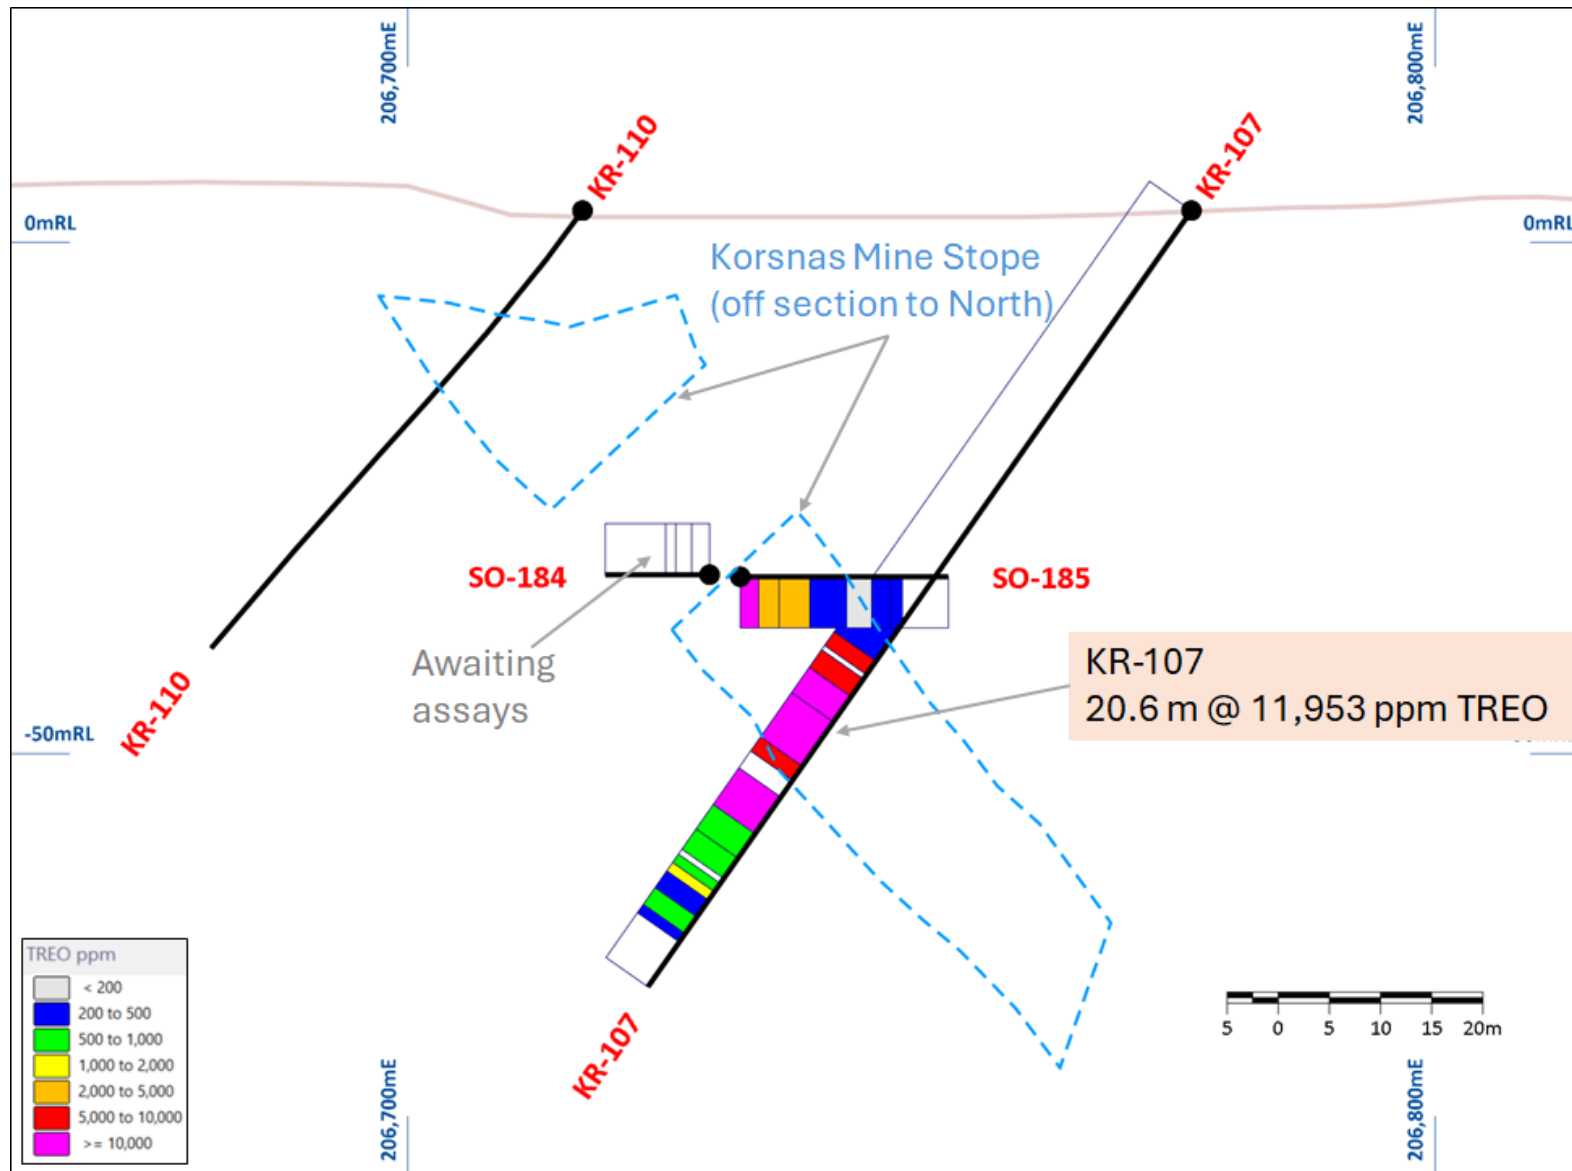 206,700mE
206,800mE
KR-110
KR-107
0mRL
0mRL
Korsnas Mine Stope
(off section to North)
SO-184
SO-185
Awaiting
assays
KR-107
20.6 m @ 11,953 ppm TREO
KR-110
-50mRL
KR-107
TREO ppm
< 200
200 to 500
500 to 1,000
1,000 to 2,000
2,000 to 5,000
5,000 to 10,000
>= 10,000
5 0 5 10 15 20m
206,700mE
206,800mE